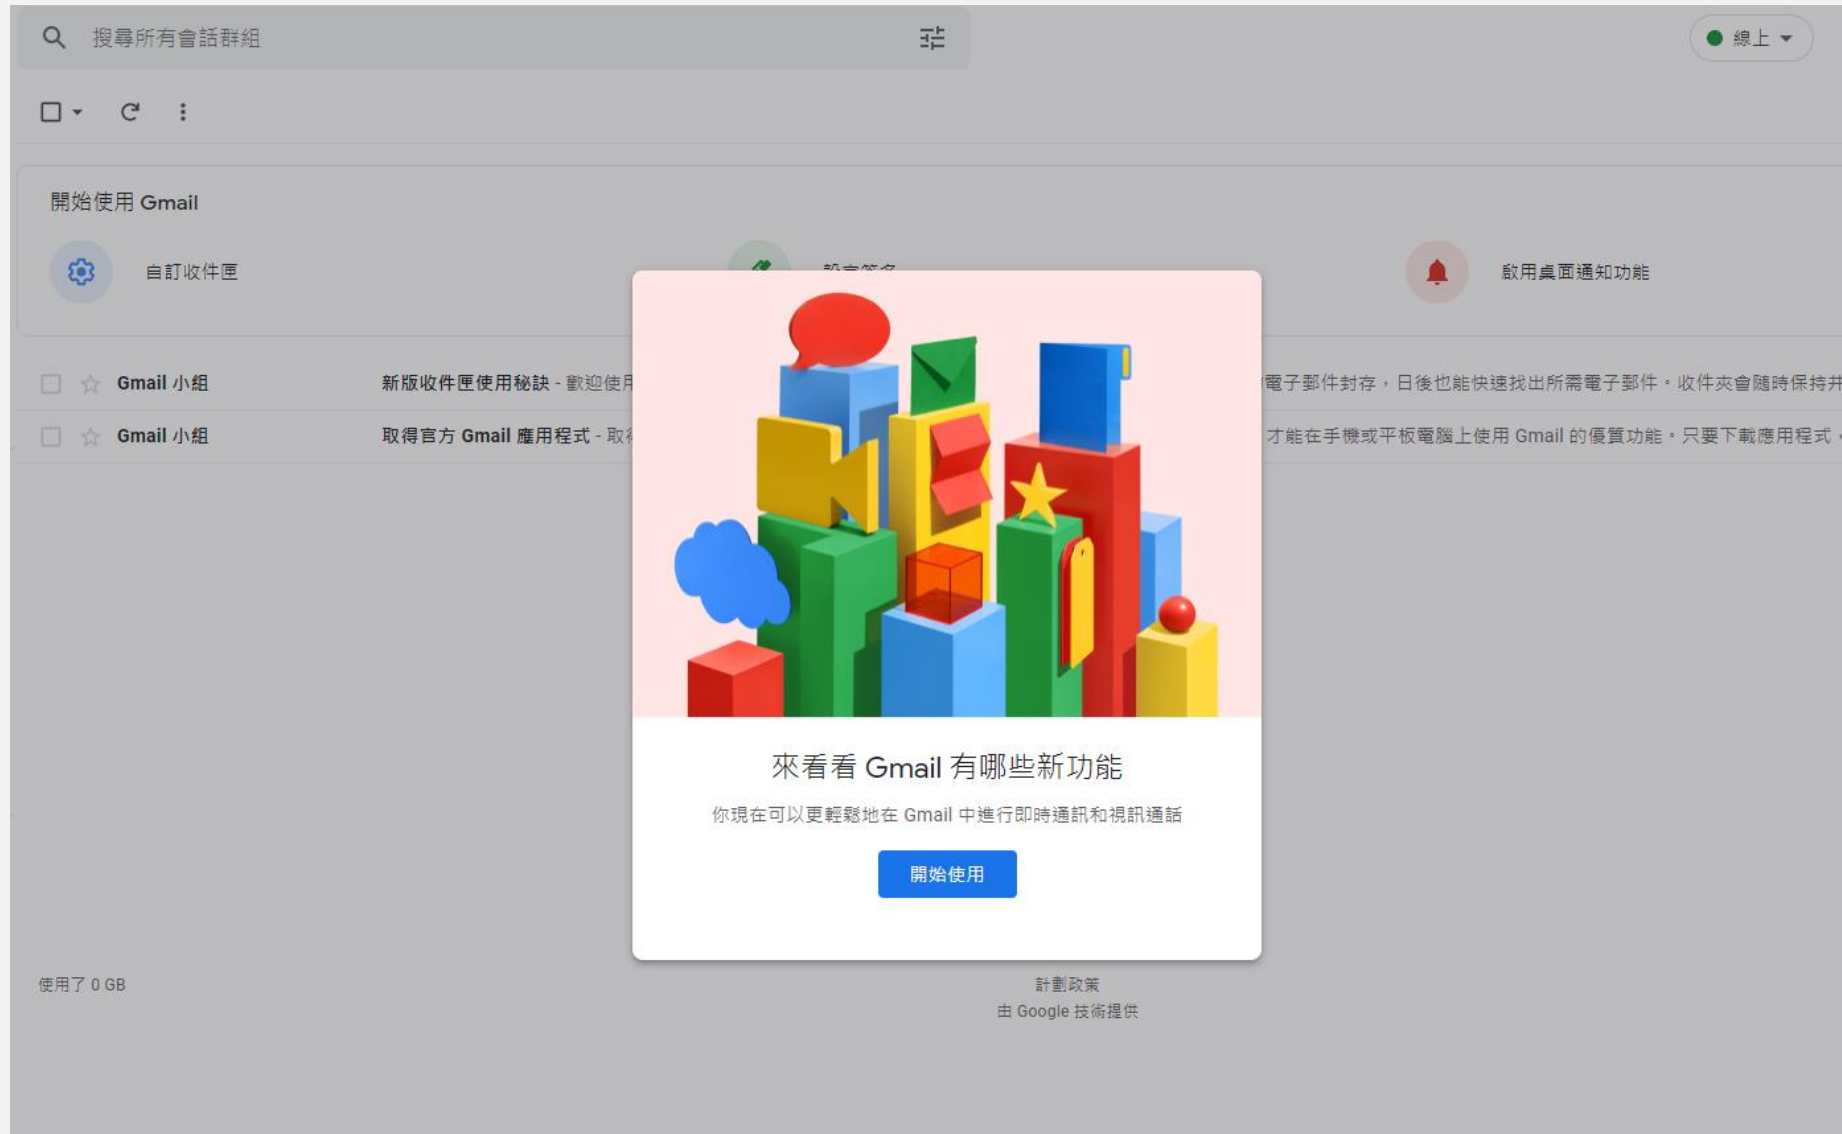 搜尋所有會話群組
線上
開始使用 Gmail
自訂收件匣
設定簽名
啟用桌面通知功能
Gmail 小組 新版收件匣使用秘訣 - 歡迎使用 電子郵件封存，日後也能快速找出所需電子郵件。收件夾會隨時保持井
Gmail 小組 取得官方 Gmail 應用程式 - 取得 才能在手機或平板電腦上使用 Gmail 的優質功能。只要下載應用程式，
來看看 Gmail 有哪些新功能
你現在可以更輕鬆地在 Gmail 中進行即時通訊和視訊通話
開始使用
使用了 0 GB
計劃政策
由 Google 技術提供